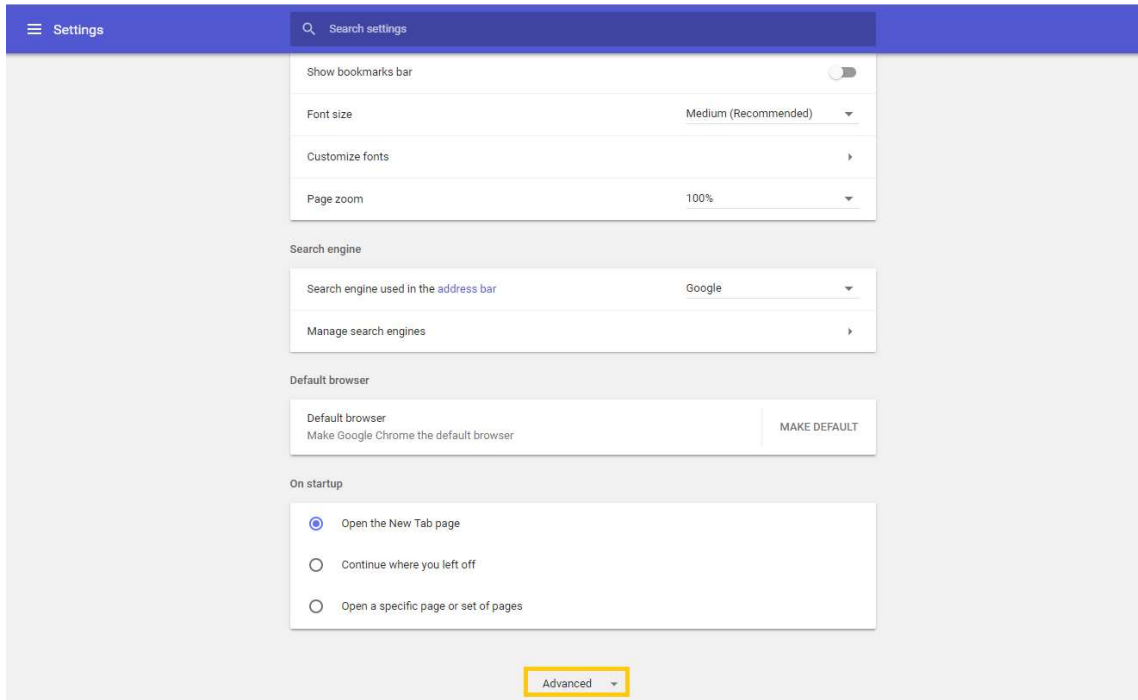 Settings
Search settings
Show bookmarks bar
Font size Medium (Recommended)
Customize fonts
Page zoom 100%
Search engine
Search engine used in the address bar Google
Manage search engines
Default browser
Default browser
Make Google Chrome the default browser
MAKE DEFAULT
On startup
Open the New Tab page
Continue where you left off
Open a specific page or set of pages
Advanced